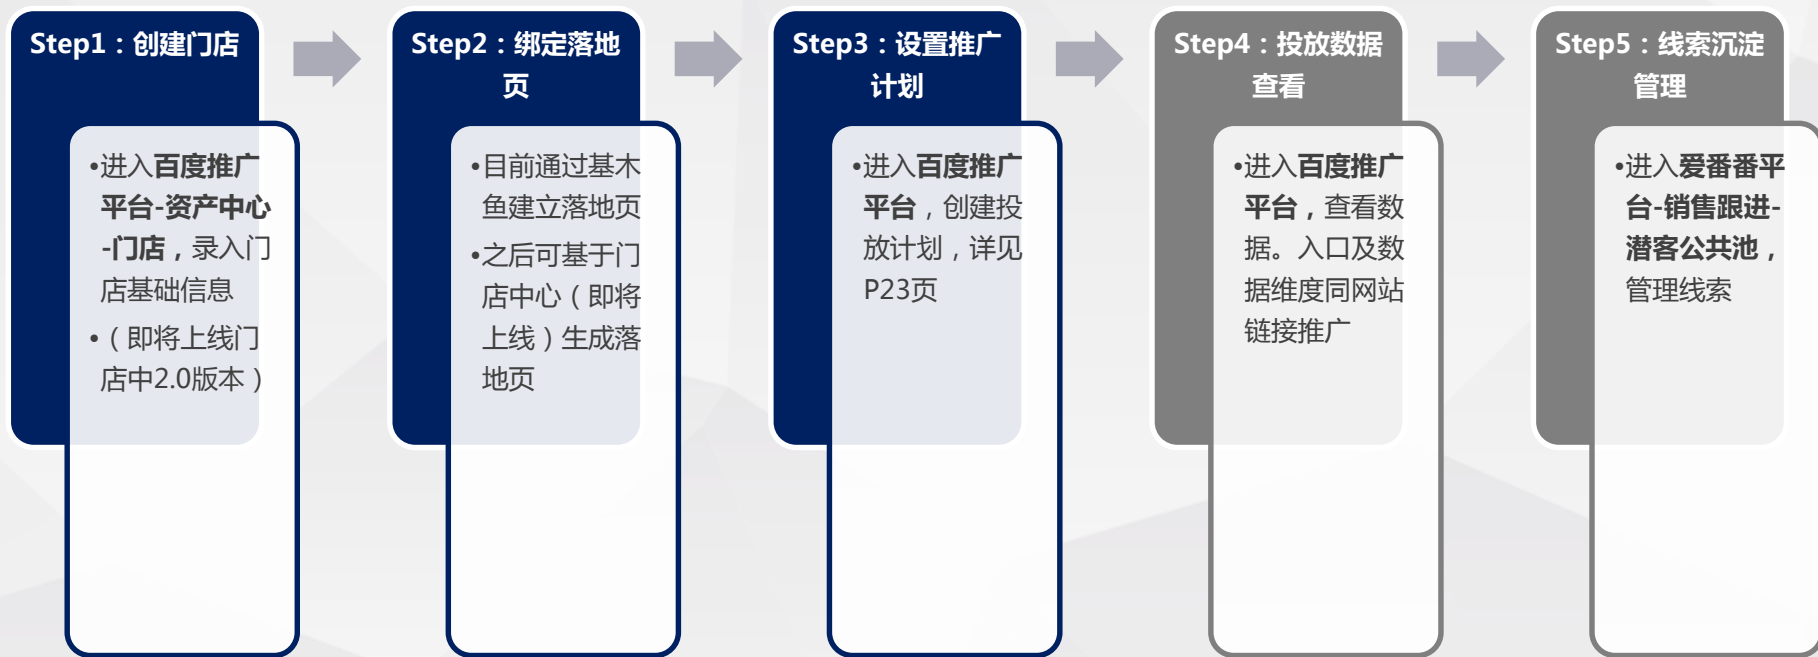 Step1：创建门店
•进入百度推广
平台-资产中心
-门店，录入门
店基础信息
•（即将上线门
店中2.0版本）
Step2：绑定落地
页
•目前通过基木
鱼建立落地页
•之后可基于门
店中心（即将
上线）生成落
地页
Step3：设置推广
计划
•进入百度推广
平台，创建投
放计划，详见
P23页
Step4：投放数据
查看
•进入百度推广
平台，查看数
据。入口及数
据维度同网站
链接推广
Step5：线索沉淀
管理
•进入爱番番平
台-销售跟进-
潜客公共池，
管理线索